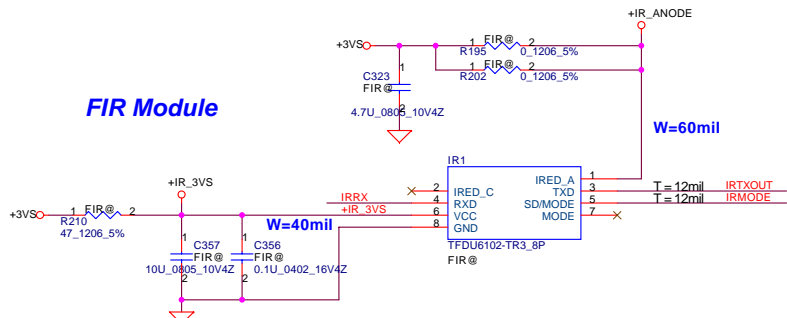 +IR_ANODE
+3VS
1 FIR@ 2
R195 0_1206_5%
1 FIR@ 2
R202 0_1206_5%
1
C323
FIR@
2
4.7U_0805_10V4Z
FIR Module
W=60mil
+IR_3VS
IR1
2 IRED_C IRED_A 1
IRRX 4 RXD TXD 3 T = 12mil IRTXOUT
+IR_3VS 6 VCC SD/MODE 5 T = 12mil IRMODE
8 GND MODE 7
W=40mil
TFDU6102-TR3_8P
FIR@
+3VS 1 FIR@ 2
R210
47_1206_5%
1 1
C357 C356
FIR@ FIR@
10U_0805_10V4Z 0.1U_0402_16V4Z
2 2